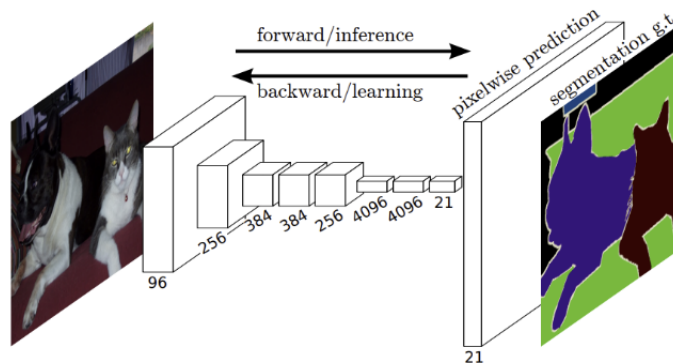 forward/inference
backward/learning
pixelwise prediction
segmentation g.t.
96
256
384
384
256
4096
4096
21
21